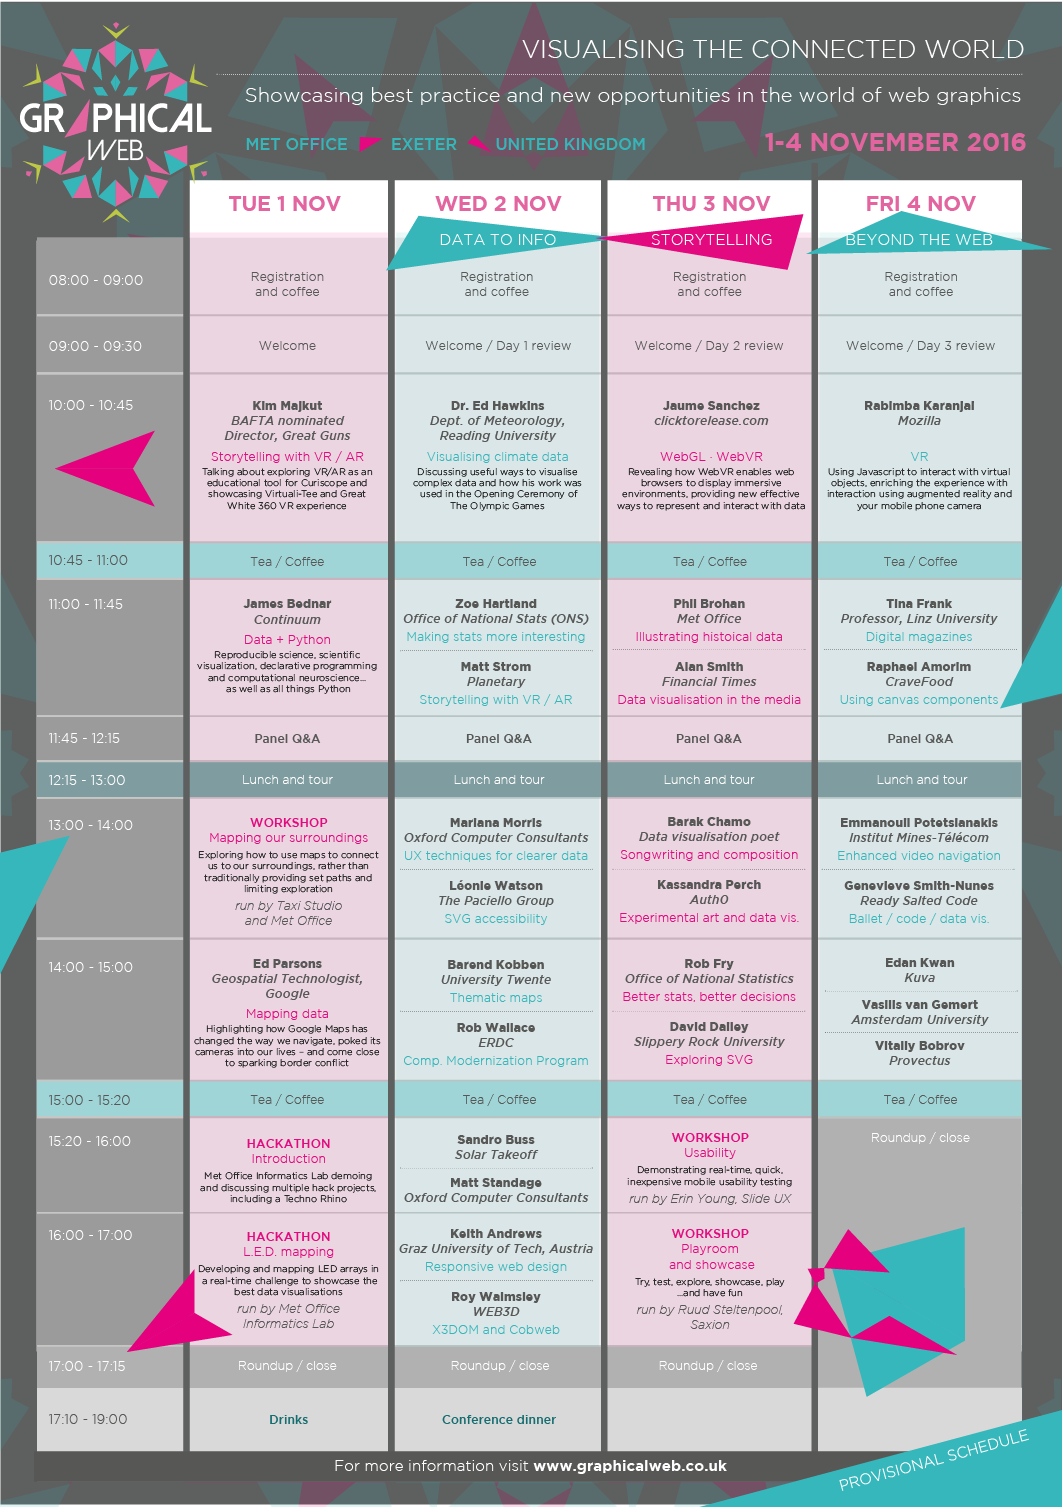 GRAPHICAL
WEB
VISUALISING THE CONNECTED WORLD
Showcasing best practice and new opportunities in the world of web graphics
MET OFFICE EXETER UNITED KINGDOM
1-4 NOVEMBER 2016
TUE 1 NOV
WED 2 NOV
THU 3 NOV
FRI 4 NOV
DATA TO INFO
STORYTELLING
BEYOND THE WEB
08:00 - 09:00
Registration
and coffee
Registration
and coffee
Registration
and coffee
Registration
and coffee
09:00 - 09:30
Welcome
Welcome / Day 1 review
Welcome / Day 2 review
Welcome / Day 3 review
10:00 - 10:45
Kim Majkut
BAFTA nominated
Director, Great Guns
Storytelling with VR / AR
Talking about exploring VR/AR as an
educational tool for Curiscope and
showcasing Virtuali-Tee and Great
White 360 VR experience
Dr. Ed Hawkins
Dept. of Meteorology,
Reading University
Visualising climate data
Discussing useful ways to visualise
complex data and how his work was
used in the Opening Ceremony of
The Olympic Games
Jaume Sanchez
clicktorelease.com
WebGL · WebVR
Revealing how WebVR enables web
browsers to display immersive
environments, providing new effective
ways to represent and interact with data
Rabimba Karanjai
Mozilla
VR
Using Javascript to interact with virtual
objects, enriching the experience with
interaction using augmented reality and
your mobile phone camera
10:45 - 11:00
Tea / Coffee
Tea / Coffee
Tea / Coffee
Tea / Coffee
11:00 - 11:45
James Bednar
Continuum
Data + Python
Reproducible science, scientific
visualization, declarative programming
and computational neuroscience...
as well as all things Python
Zoe Hartland
Office of National Stats (ONS)
Making stats more interesting
Matt Strom
Planetary
Storytelling with VR / AR
Phil Brohan
Met Office
Illustrating histoical data
Alan Smith
Financial Times
Data visualisation in the media
Tina Frank
Professor, Linz University
Digital magazines
Raphael Amorim
CraveFood
Using canvas components
11:45 - 12:15
Panel Q&A
Panel Q&A
Panel Q&A
Panel Q&A
12:15 - 13:00
Lunch and tour
Lunch and tour
Lunch and tour
Lunch and tour
13:00 - 14:00
WORKSHOP
Mapping our surroundings
Exploring how to use maps to connect
us to our surroundings, rather than
traditionally providing set paths and
limiting exploration
run by Taxi Studio
and Met Office
Mariana Morris
Oxford Computer Consultants
UX techniques for clearer data
Léonie Watson
The Paciello Group
SVG accessibility
Barak Chamo
Data visualisation poet
Songwriting and composition
Kassandra Perch
Auth0
Experimental art and data vis.
Emmanouil Potetsianakis
Institut Mines-Télécom
Enhanced video navigation
Genevieve Smith-Nunes
Ready Salted Code
Ballet / code / data vis.
14:00 - 15:00
Ed Parsons
Geospatial Technologist,
Google
Mapping data
Highlighting how Google Maps has
changed the way we navigate, poked its
cameras into our lives – and come close
to sparking border conflict
Barend Kobben
University Twente
Thematic maps
Rob Wallace
ERDC
Comp. Modernization Program
Rob Fry
Office of National Statistics
Better stats, better decisions
David Dailey
Slippery Rock University
Exploring SVG
Edan Kwan
Kuva
Vasilis van Gemert
Amsterdam University
Vitaliy Bobrov
Provectus
15:00 - 15:20
Tea / Coffee
Tea / Coffee
Tea / Coffee
Tea / Coffee
15:20 - 16:00
HACKATHON
Introduction
Met Office Informatics Lab demoing
and discussing multiple hack projects,
including a Techno Rhino
Sandro Buss
Solar Takeoff
Matt Standage
Oxford Computer Consultants
WORKSHOP
Usability
Demonstrating real-time, quick,
inexpensive mobile usability testing
run by Erin Young, Slide UX
Roundup / close
16:00 - 17:00
HACKATHON
L.E.D. mapping
Developing and mapping LED arrays in
a real-time challenge to showcase the
best data visualisations
run by Met Office
Informatics Lab
Keith Andrews
Graz University of Tech, Austria
Responsive web design
Roy Walmsley
WEB3D
X3DOM and Cobweb
WORKSHOP
Playroom
and showcase
Try, test, explore, showcase, play
...and have fun
run by Ruud Steltenpool,
Saxion
17:00 - 17:15
Roundup / close
Roundup / close
Roundup / close
17:10 - 19:00
Drinks
Conference dinner
For more information visit www.graphicalweb.co.uk
PROVISIONAL SCHEDULE